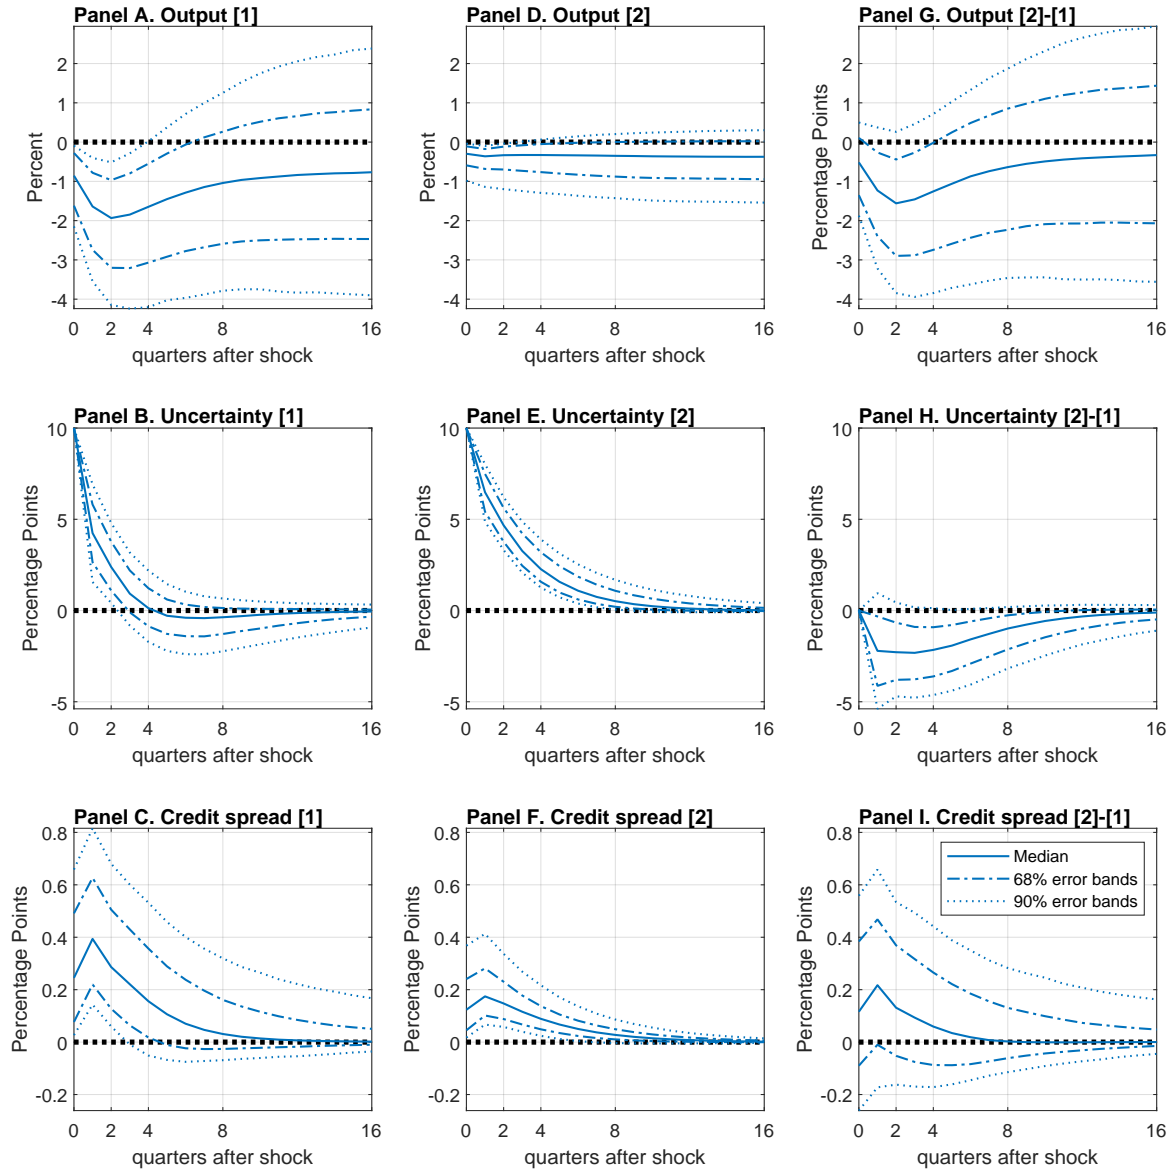 Panel A. Output [1]
Percent
2
1
0
-1
-2
-3
-4
0 2 4 8 16
quarters after shock
Panel D. Output [2]
Percent
2
1
0
-1
-2
-3
-4
0 2 4 8 16
quarters after shock
Panel G. Output [2]-[1]
Percentage Points
2
1
0
-1
-2
-3
-4
0 2 4 8 16
quarters after shock
Panel B. Uncertainty [1]
Percentage Points
10
5
0
-5
0 2 4 8 16
quarters after shock
Panel E. Uncertainty [2]
Percentage Points
10
5
0
-5
0 2 4 8 16
quarters after shock
Panel H. Uncertainty [2]-[1]
Percentage Points
10
5
0
-5
0 2 4 8 16
quarters after shock
Panel C. Credit spread [1]
Percentage Points
0.8
0.6
0.4
0.2
0
-0.2
0 2 4 8 16
quarters after shock
Panel F. Credit spread [2]
Percentage Points
0.8
0.6
0.4
0.2
0
-0.2
0 2 4 8 16
quarters after shock
Panel I. Credit spread [2]-[1]
Percentage Points
0.8
0.6
0.4
0.2
0
-0.2
0 2 4 8 16
quarters after shock
Median
68% error bands
90% error bands